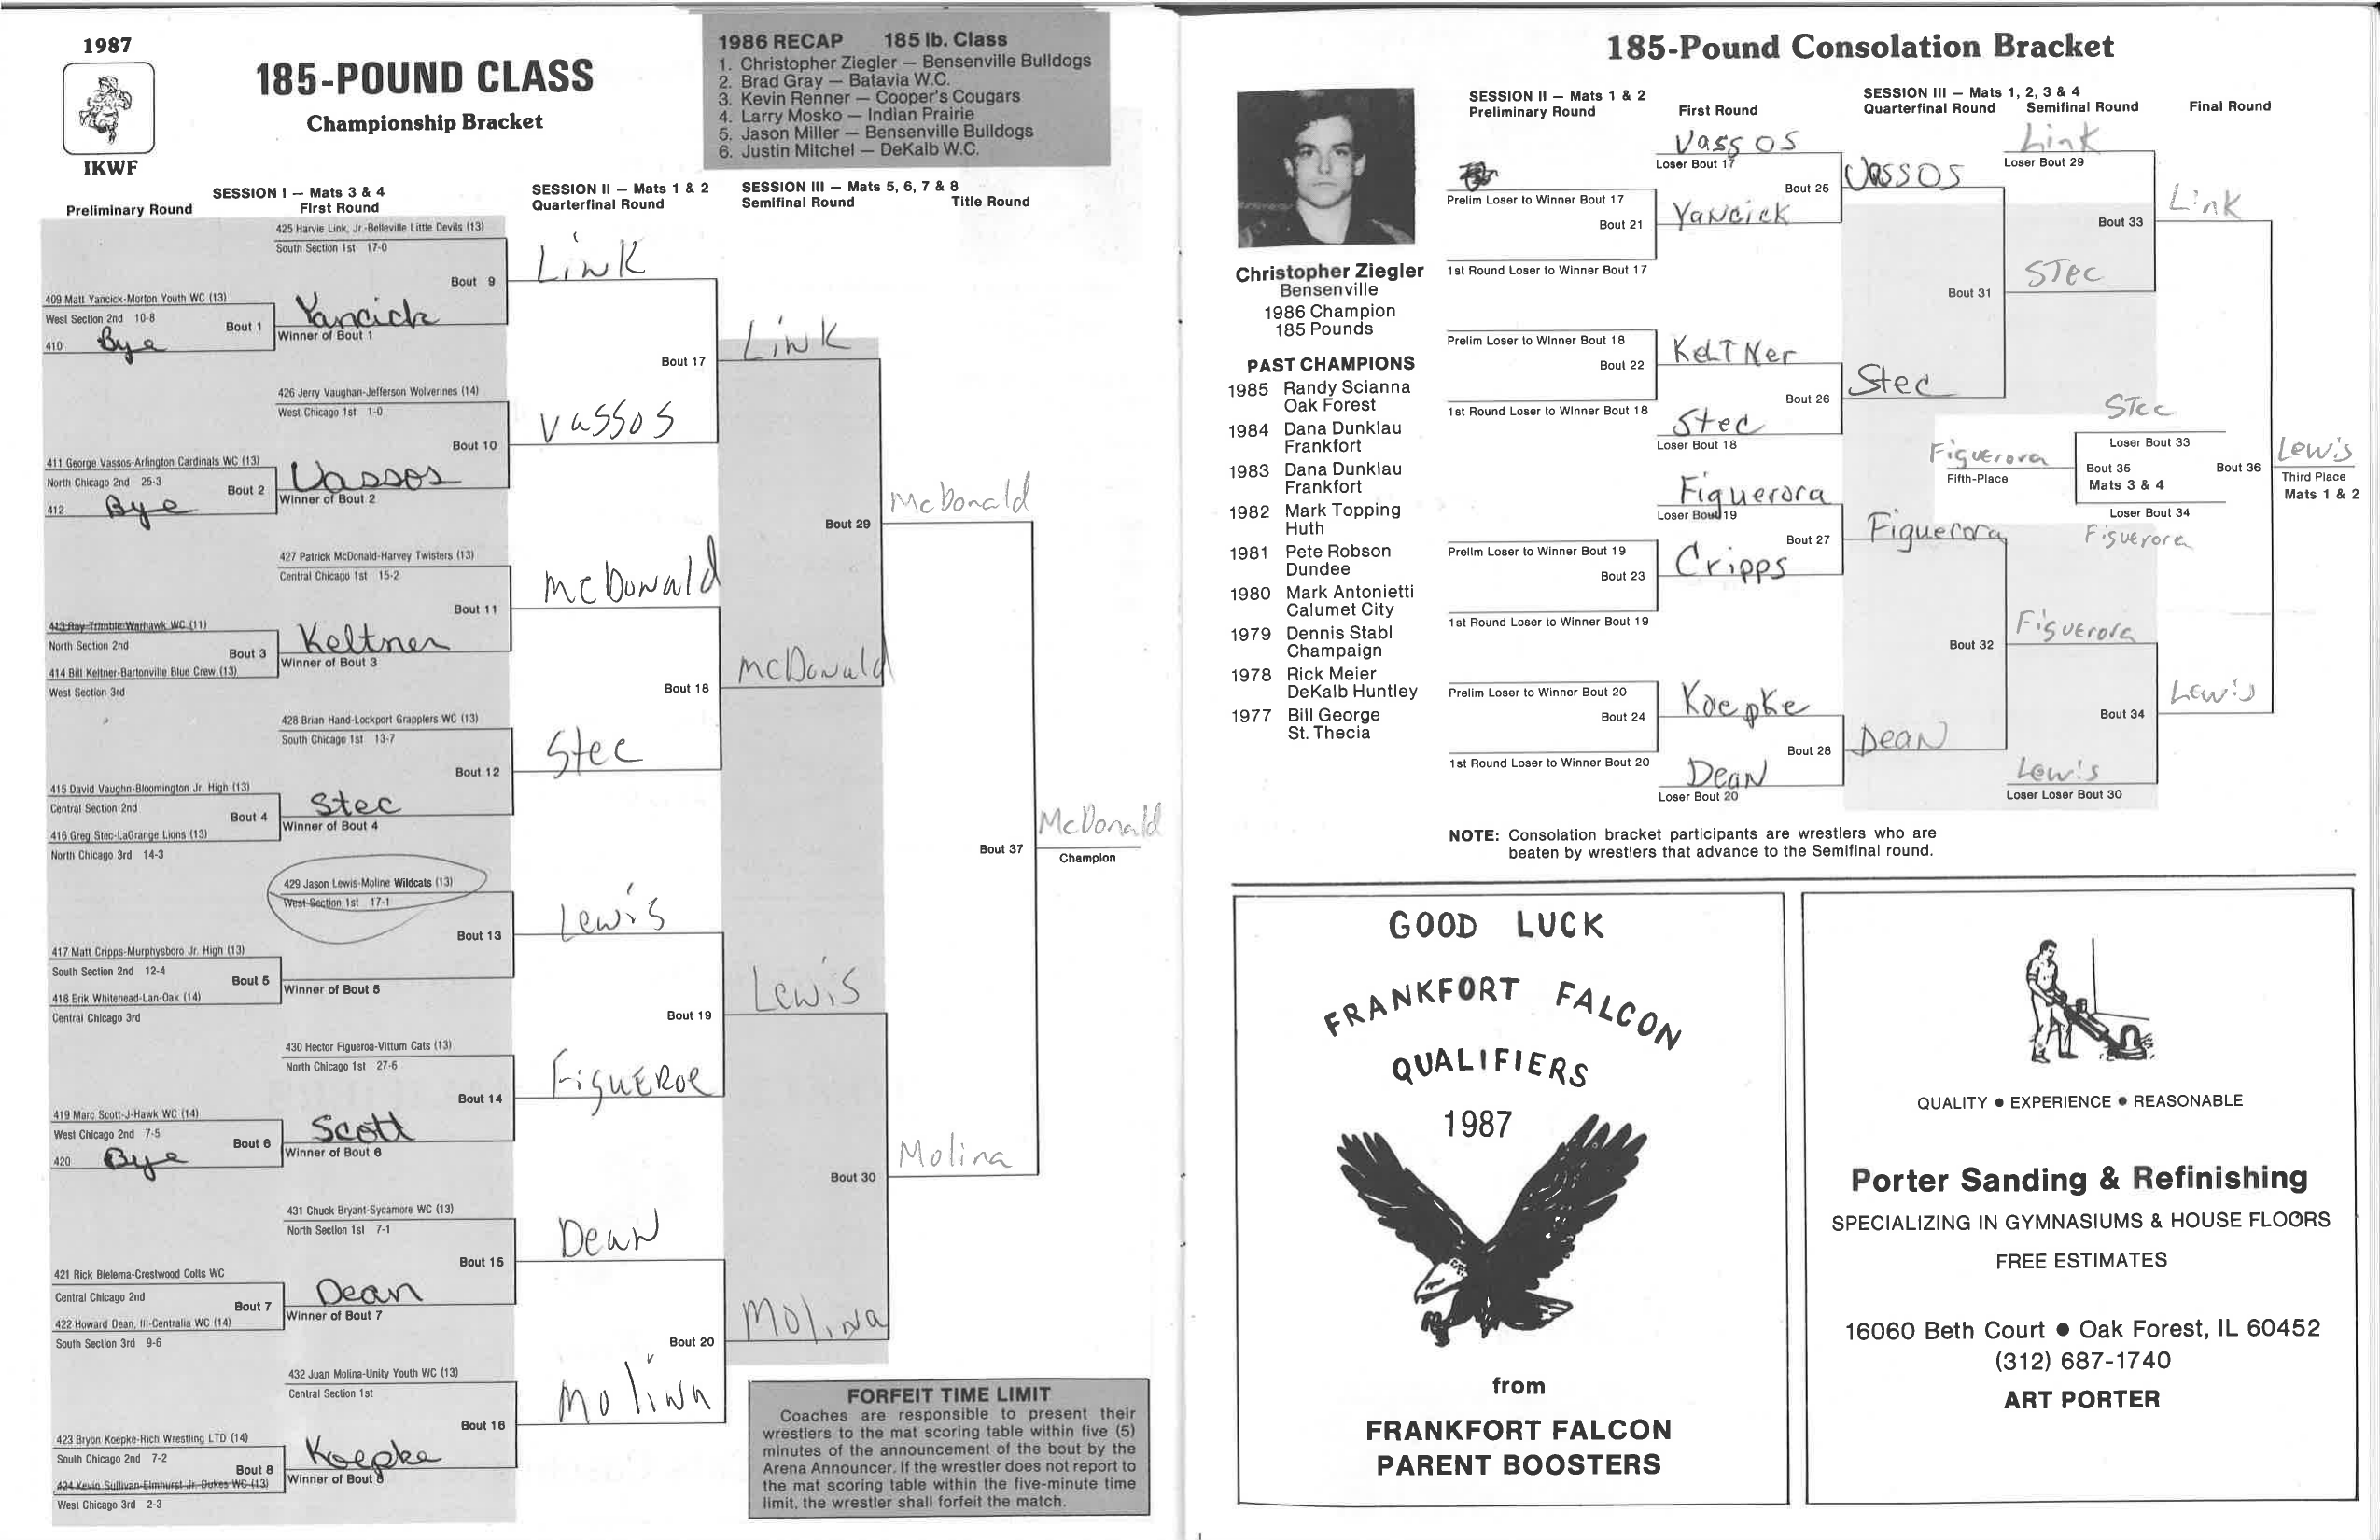 1987
IKWF
185-POUND CLASS
Championship Bracket
1986 RECAP 185 lb. Class
1. Christopher Ziegler — Bensenville Bulldogs
2. Brad Gray — Batavia W.C.
3. Kevin Renner — Cooper's Cougars
4. Larry Mosko — Indian Prairie
5. Jason Miller — Bensenville Bulldogs
6. Justin Mitchel — DeKalb W.C.
SESSION I — Mats 3 & 4
Preliminary Round First Round
SESSION II — Mats 1 & 2
Quarterfinal Round
SESSION III — Mats 5, 6, 7 & 8
Semifinal Round Title Round
425 Harvie Link, Jr.-Belleville Little Devils (13)
South Section 1st 17-0
Bout 9
409 Matt Yancick-Morton Youth WC (13)
West Section 2nd 10-8
Bout 1
Yancick
Winner of Bout 1
410 Bye
426 Jerry Vaughan-Jefferson Wolverines (14)
West Chicago 1st 1-0
Bout 10
411 George Vassos-Arlington Cardinals WC (13)
North Chicago 2nd 25-3
Bout 2
Vassos
Winner of Bout 2
412 Bye
427 Patrick McDonald-Harvey Twisters (13)
Central Chicago 1st 15-2
Bout 11
413 Ray Trimble Warhawk WC (11)
North Section 2nd
Bout 3
Keltner
Winner of Bout 3
414 Bill Keltner-Bartonville Blue Crew (13)
West Section 3rd
428 Brian Hand-Lockport Grapplers WC (13)
South Chicago 1st 13-7
Bout 12
415 David Vaughn-Bloomington Jr. High (13)
Central Section 2nd
Bout 4
Stec
Winner of Bout 4
416 Greg Stec-LaGrange Lions (13)
North Chicago 3rd 14-3
429 Jason Lewis-Moline Wildcats (13)
West Section 1st 17-1
Bout 13
417 Matt Cripps-Murphysboro Jr. High (13)
South Section 2nd 12-4
Bout 5
Winner of Bout 5
418 Erik Whitehead-Lan-Oak (14)
Central Chicago 3rd
430 Hector Figueroa-Vittum Cats (13)
North Chicago 1st 27-6
Bout 14
419 Marc Scott-J-Hawk WC (14)
West Chicago 2nd 7-5
Bout 6
Scott
Winner of Bout 6
420 Bye
431 Chuck Bryant-Sycamore WC (13)
North Section 1st 7-1
Bout 15
421 Rick Bielema-Crestwood Colts WC
Central Chicago 2nd
Bout 7
Dean
Winner of Bout 7
422 Howard Dean, III-Centralia WC (14)
South Section 3rd 9-6
432 Juan Molina-Unity Youth WC (13)
Central Section 1st
Bout 16
423 Bryon Koepke-Rich Wrestling LTD (14)
South Chicago 2nd 7-2
Bout 8
Koepke
Winner of Bout 8
424 Kevin Sullivan-Elmhurst Jr. Dukes WC (13)
West Chicago 3rd 2-3
Link
Bout 17
Vassos
McDonald
Bout 18
Stec
Lewis
Bout 19
Figueroe
Dean
Bout 20
Molina
Link
Bout 29
McDonald
Lewis
Bout 30
Molina
McDonald
Bout 37
Molina
McDonald
Champion
FORFEIT TIME LIMIT
Coaches are responsible to present their
wrestlers to the mat scoring table within five (5)
minutes of the announcement of the bout by the
Arena Announcer. If the wrestler does not report to
the mat scoring table within the five-minute time
limit, the wrestler shall forfeit the match.
185-Pound Consolation Bracket
Christopher Ziegler
Bensenville
1986 Champion
185 Pounds
PAST CHAMPIONS
1985 Randy Scianna
Oak Forest
1984 Dana Dunklau
Frankfort
1983 Dana Dunklau
Frankfort
1982 Mark Topping
Huth
1981 Pete Robson
Dundee
1980 Mark Antonietti
Calumet City
1979 Dennis Stabl
Champaign
1978 Rick Meier
DeKalb Huntley
1977 Bill George
St. Thecia
SESSION II — Mats 1 & 2
Preliminary Round First Round
SESSION III — Mats 1, 2, 3 & 4
Quarterfinal Round Semifinal Round Final Round
Prelim Loser to Winner Bout 17
Bout 21
1st Round Loser to Winner Bout 17
Prelim Loser to Winner Bout 18
Bout 22
1st Round Loser to Winner Bout 18
Prelim Loser to Winner Bout 19
Bout 23
1st Round Loser to Winner Bout 19
Prelim Loser to Winner Bout 20
Bout 24
1st Round Loser to Winner Bout 20
Vassos
Loser Bout 17
Bout 25
Yancick
Keltner
Bout 26
Stec
Loser Bout 18
Figuerora
Loser Bout 19
Bout 27
Cripps
Koepke
Bout 28
Dean
Loser Bout 20
Vassos
Bout 31
Stec
Figuerora
Bout 32
Dean
Link
Loser Bout 29
Bout 33
Stec
Figuerora
Bout 34
Lewis
Loser Loser Bout 30
Link
Lewis
Stec
Loser Bout 33
Figuerora
Fifth-Place
Bout 35
Mats 3 & 4
Loser Bout 34
Figuerora
Bout 36
Lewis
Third Place
Mats 1 & 2
NOTE: Consolation bracket participants are wrestlers who are
beaten by wrestlers that advance to the Semifinal round.
GOOD LUCK
FRANKFORT FALCON
QUALIFIERS
1987
from
FRANKFORT FALCON
PARENT BOOSTERS
QUALITY ● EXPERIENCE ● REASONABLE
Porter Sanding & Refinishing
SPECIALIZING IN GYMNASIUMS & HOUSE FLOORS
FREE ESTIMATES
16060 Beth Court ● Oak Forest, IL 60452
(312) 687-1740
ART PORTER